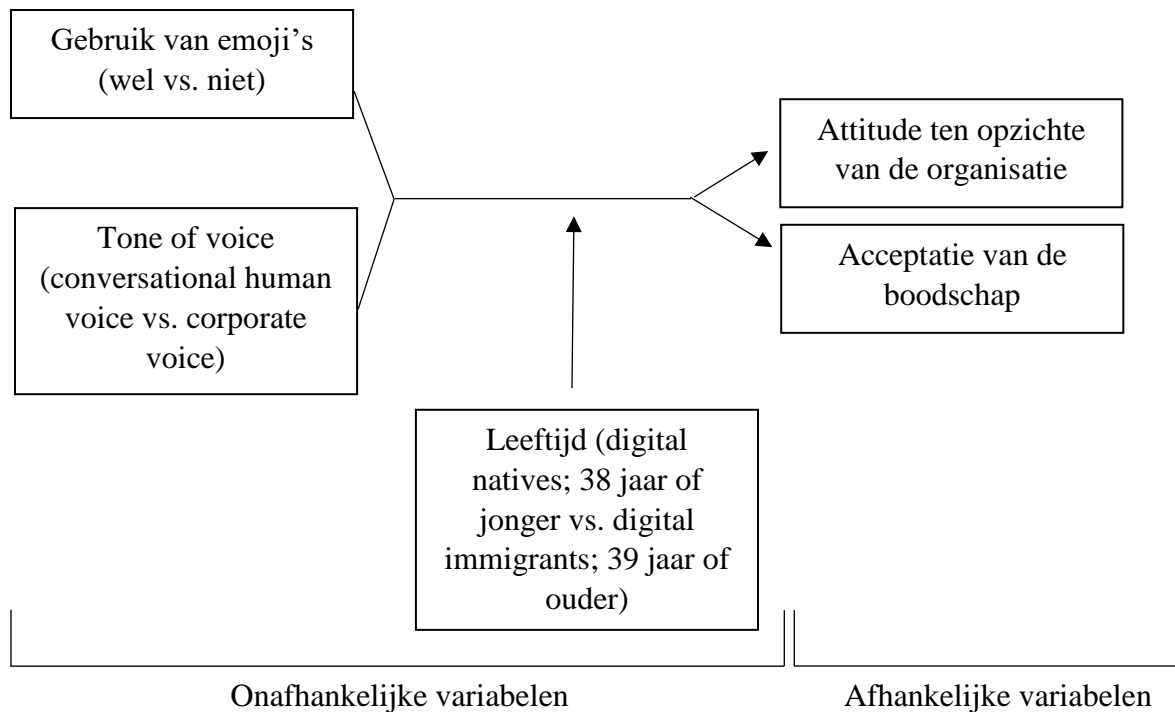 Gebruik van emoji’s
(wel vs. niet)
Tone of voice
(conversational human
voice vs. corporate
voice)
Attitude ten opzichte
van de organisatie
Acceptatie van de
boodschap
Leeftijd (digital
natives; 38 jaar of
jonger vs. digital
immigrants; 39 jaar of
ouder)
Onafhankelijke variabelen
Afhankelijke variabelen